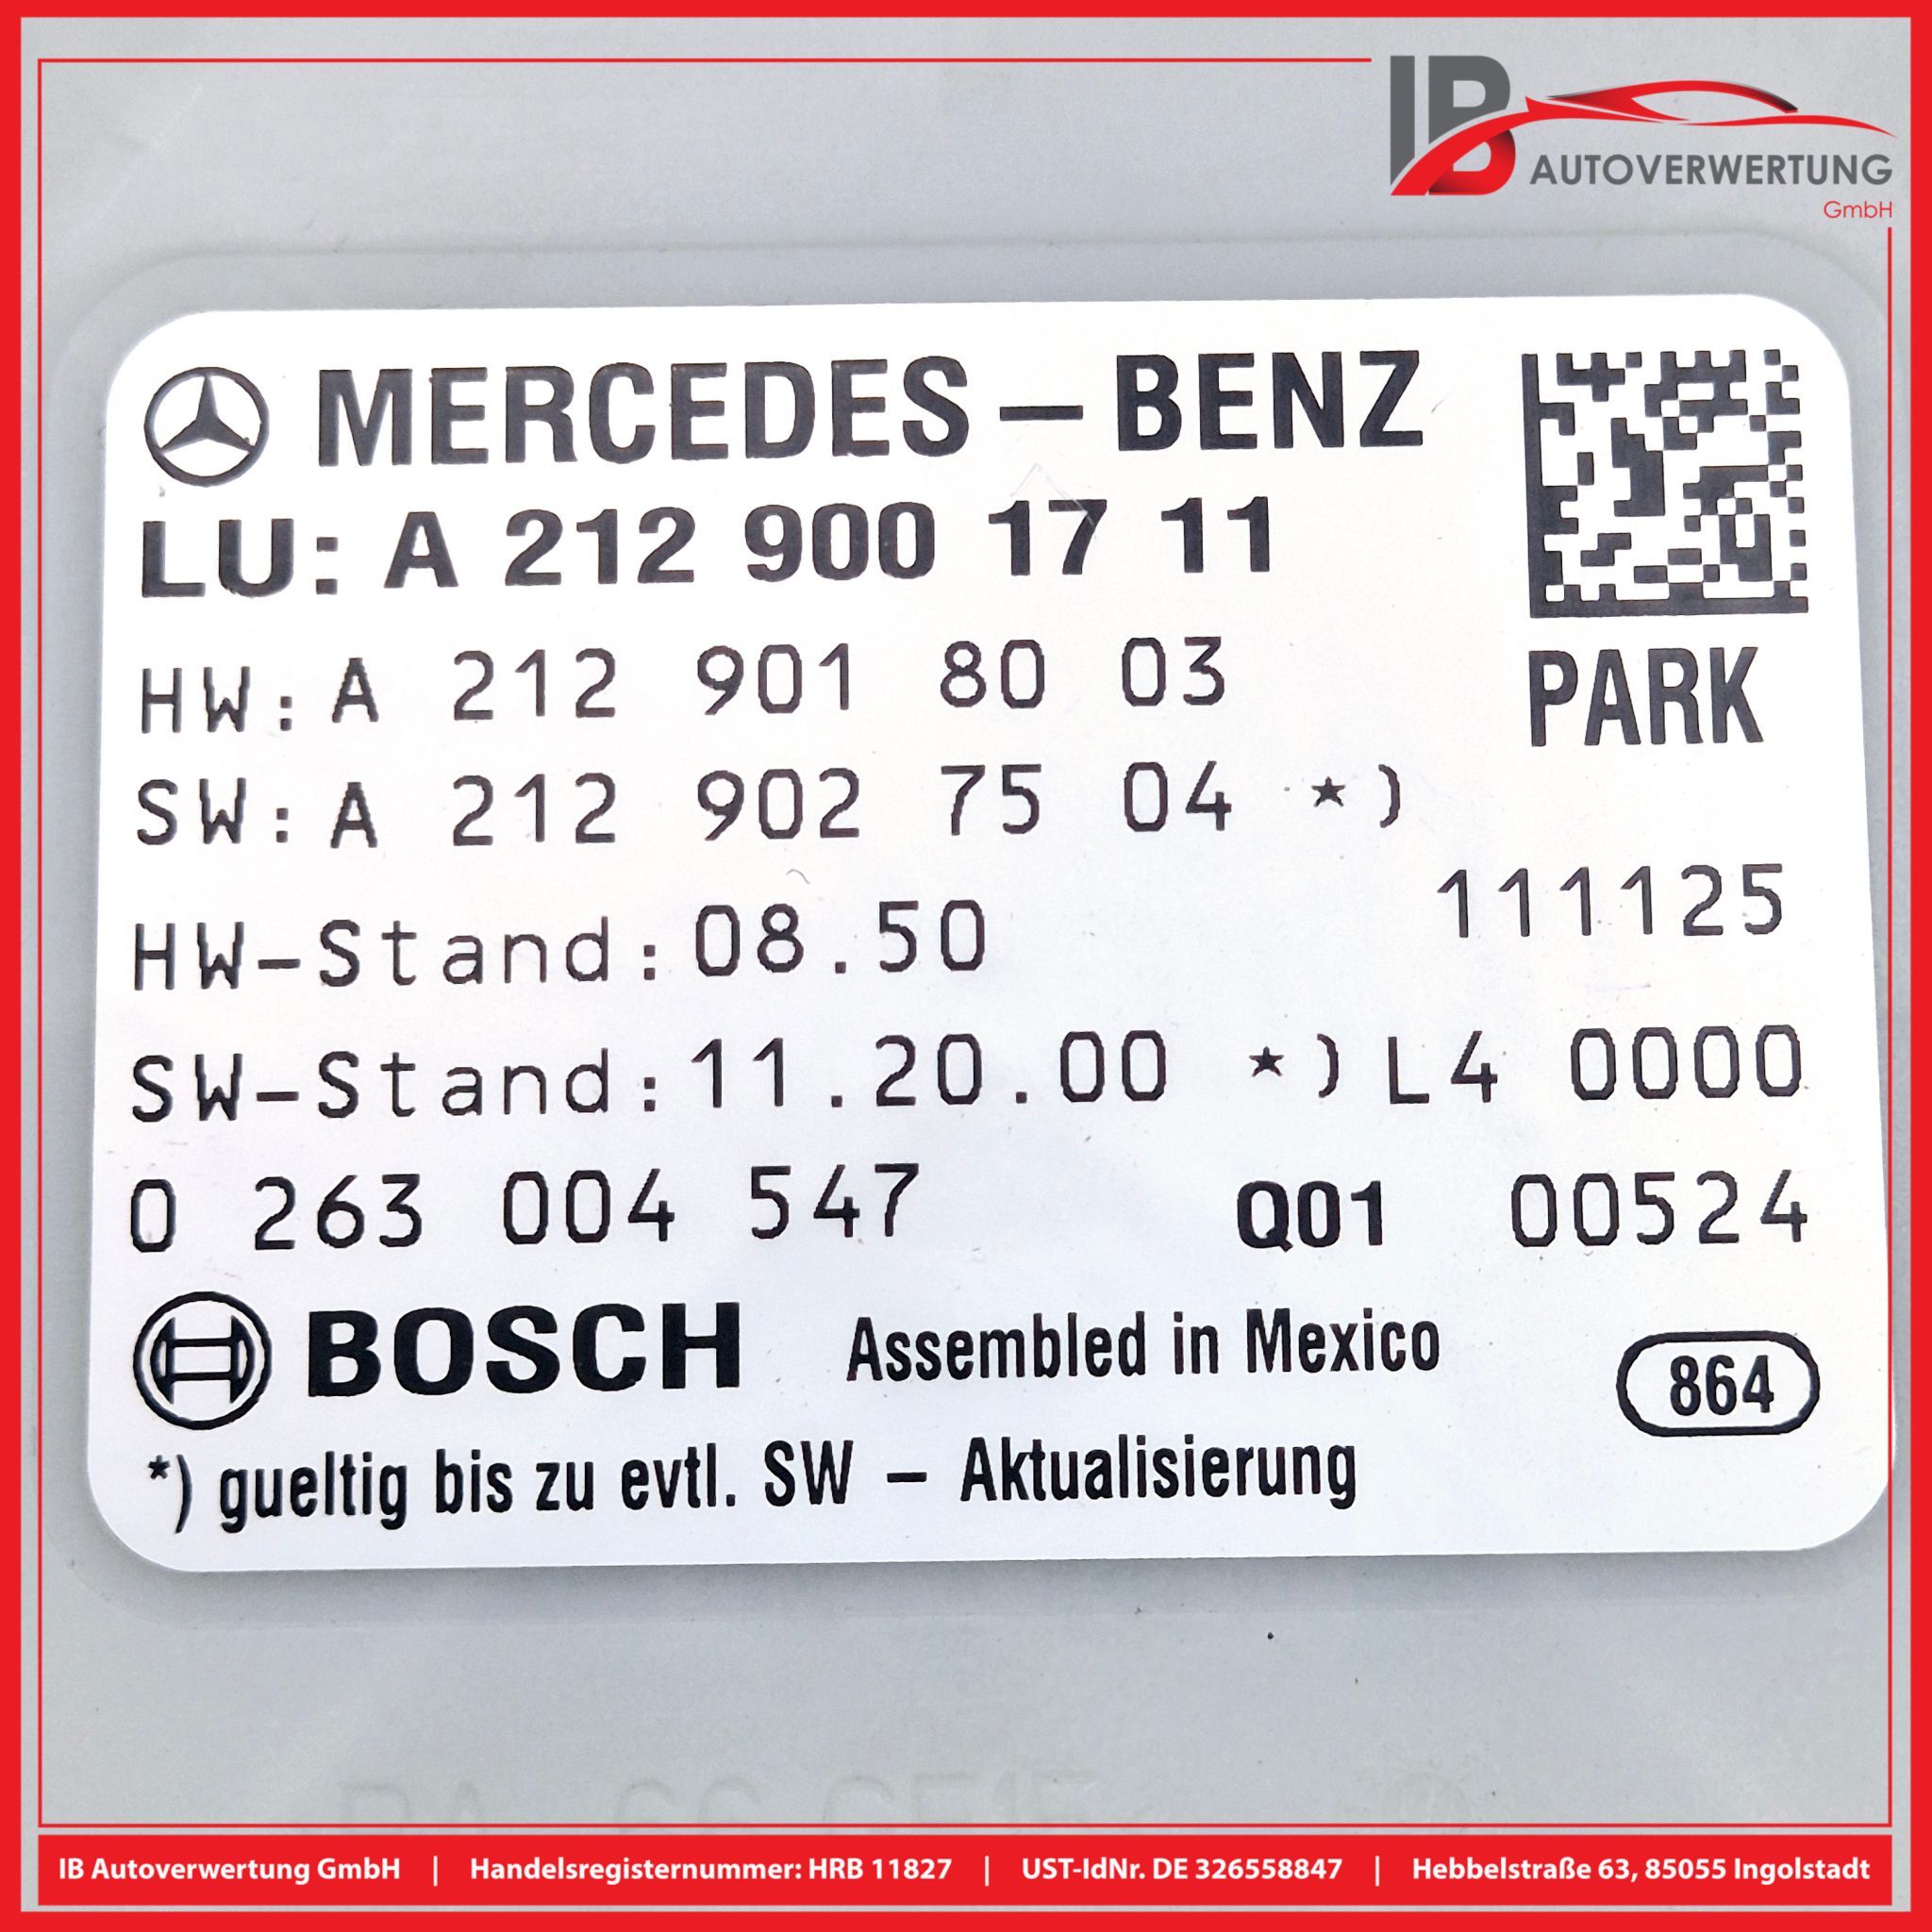 IB
AUTOVERWERTUNG
GmbH
MERCEDES – BENZ
LU: A 212 900 17 11
HW: A 212 901 80 03
PARK
SW: A 212 902 75 04 *)
HW-Stand: 08.50 111125
SW-Stand: 11.20.00 *) L4 0000
0 263 004 547 Q01 00524
BOSCH Assembled in Mexico 864
*) gueltig bis zu evtl. SW – Aktualisierung
IB Autoverwertung GmbH | Handelsregisternummer: HRB 11827 | UST-IdNr. DE 326558847 | Hebbelstraße 63, 85055 Ingolstadt